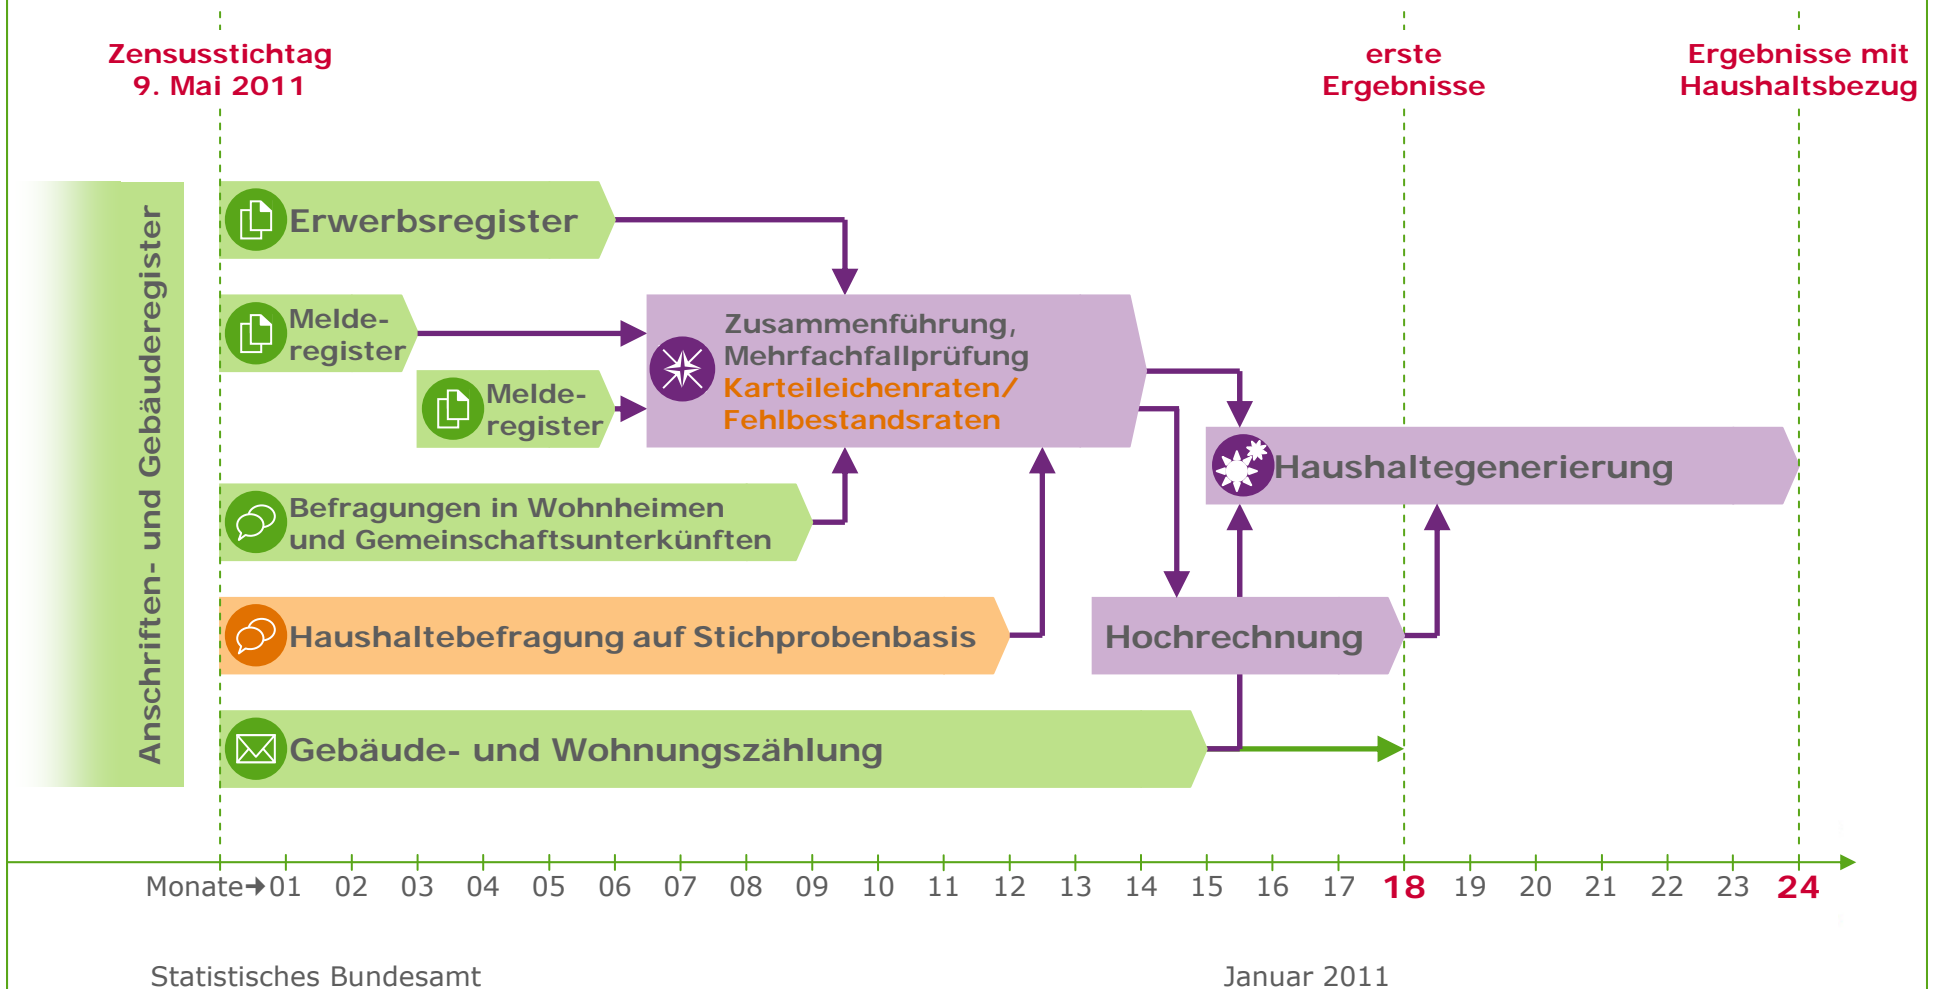 Zensusstichtag
9. Mai 2011
erste
Ergebnisse
Ergebnisse mit
Haushaltsbezug
Anschriften- und Gebäuderegister
Erwerbsregister
Melde-
register
Melde-
register
Zusammenführung,
Mehrfachfallprüfung
Karteileichenraten/
Fehlbestandsraten
Befragungen in Wohnheimen
und Gemeinschaftsunterkünften
Haushaltegenerierung
Haushaltebefragung auf Stichprobenbasis
Hochrechnung
Gebäude- und Wohnungszählung
Monate→01 02 03 04 05 06 07 08 09 10 11 12 13 14 15 16 17 18 19 20 21 22 23 24
Statistisches Bundesamt
Januar 2011